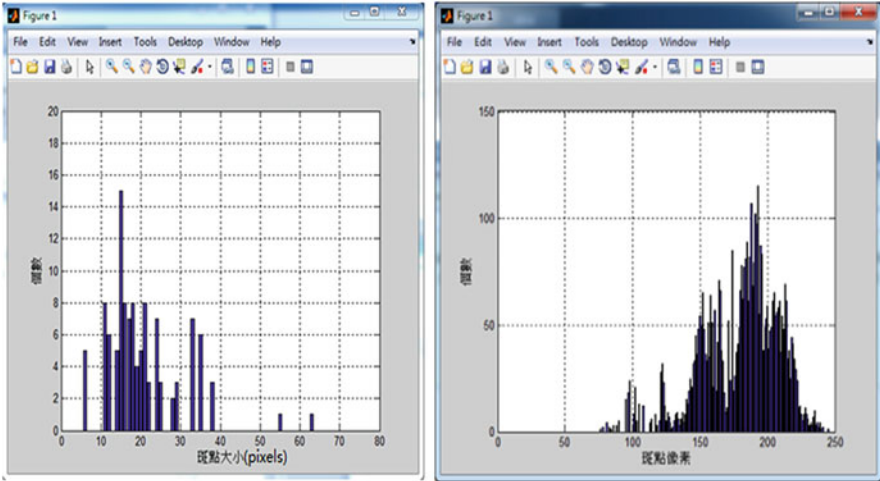 Figure 1
File Edit View Insert Tools Desktop Window Help
20
18
16
14
12
10
8
6
4
2
0
個數
0 10 20 30 40 50 60 70 80
斑點大小(pixels)
Figure 1
File Edit View Insert Tools Desktop Window Help
150
100
50
0
個數
0 50 100 150 200 250
斑點像素